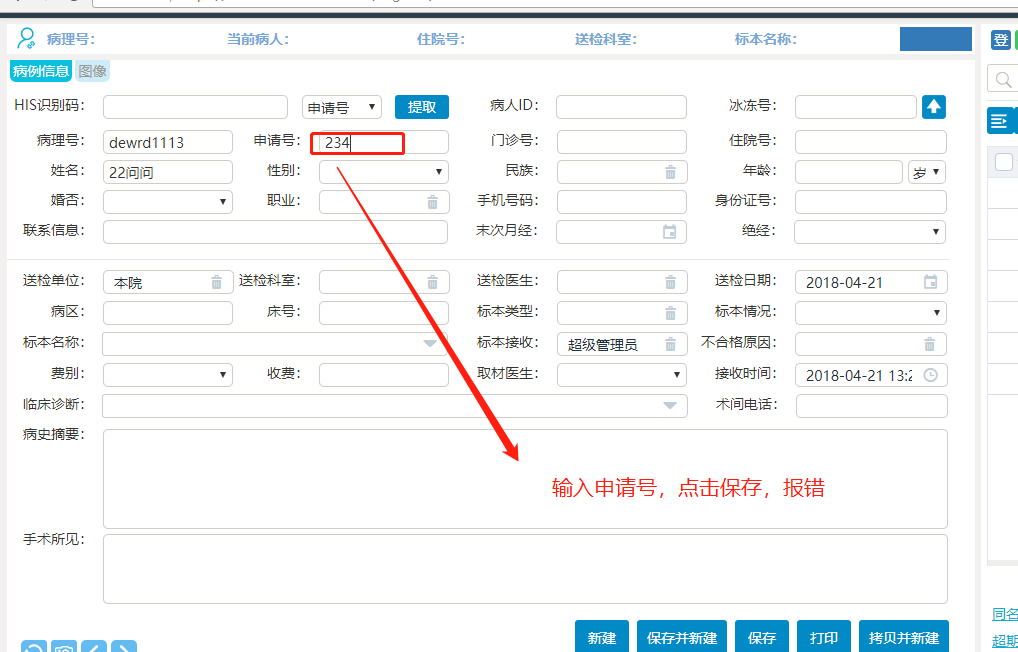 病理号: 当前病人: 住院号: 送检科室: 标本名称: 登
病例信息 图像
HIS识别码: 申请号 提取 病人ID: 冰冻号:
病理号: dewrd1113 申请号: 234 门诊号: 住院号:
姓名: 22问问 性别: 民族: 年龄: 岁
婚否: 职业: 手机号码: 身份证号:
联系信息: 末次月经: 绝经:
送检单位: 本院 送检科室: 送检医生: 送检日期: 2018-04-21
病区: 床号: 标本类型: 标本情况:
标本名称: 标本接收: 超级管理员 不合格原因:
费别: 收费: 取材医生: 接收时间: 2018-04-21 13:2
临床诊断: 术间电话:
病史摘要:
输入申请号，点击保存，报错
手术所见:
同名
新建 保存并新建 保存 打印 拷贝并新建
超期